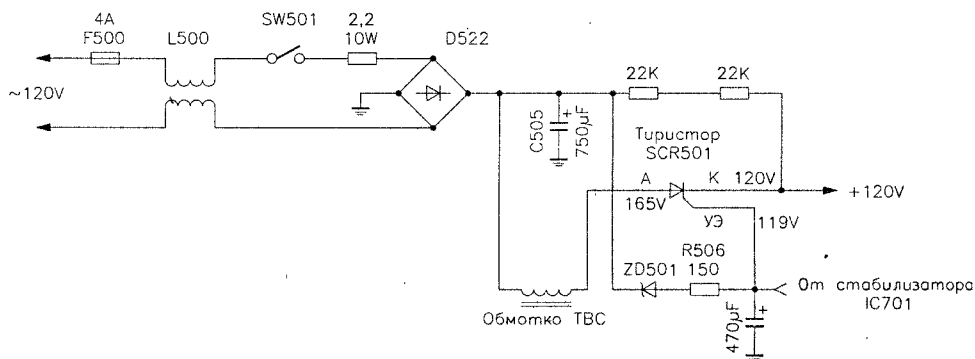 4A
F500
L500
SW501
2,2
10W
D522
~120V
C505
+
750µF
22K
22K
Тиристор
SCR501
A
K
120V
165V
УЭ
119V
+120V
R506
ZD501
150
От стабилизатора
IC701
Обмотко ТВС
470µF
+